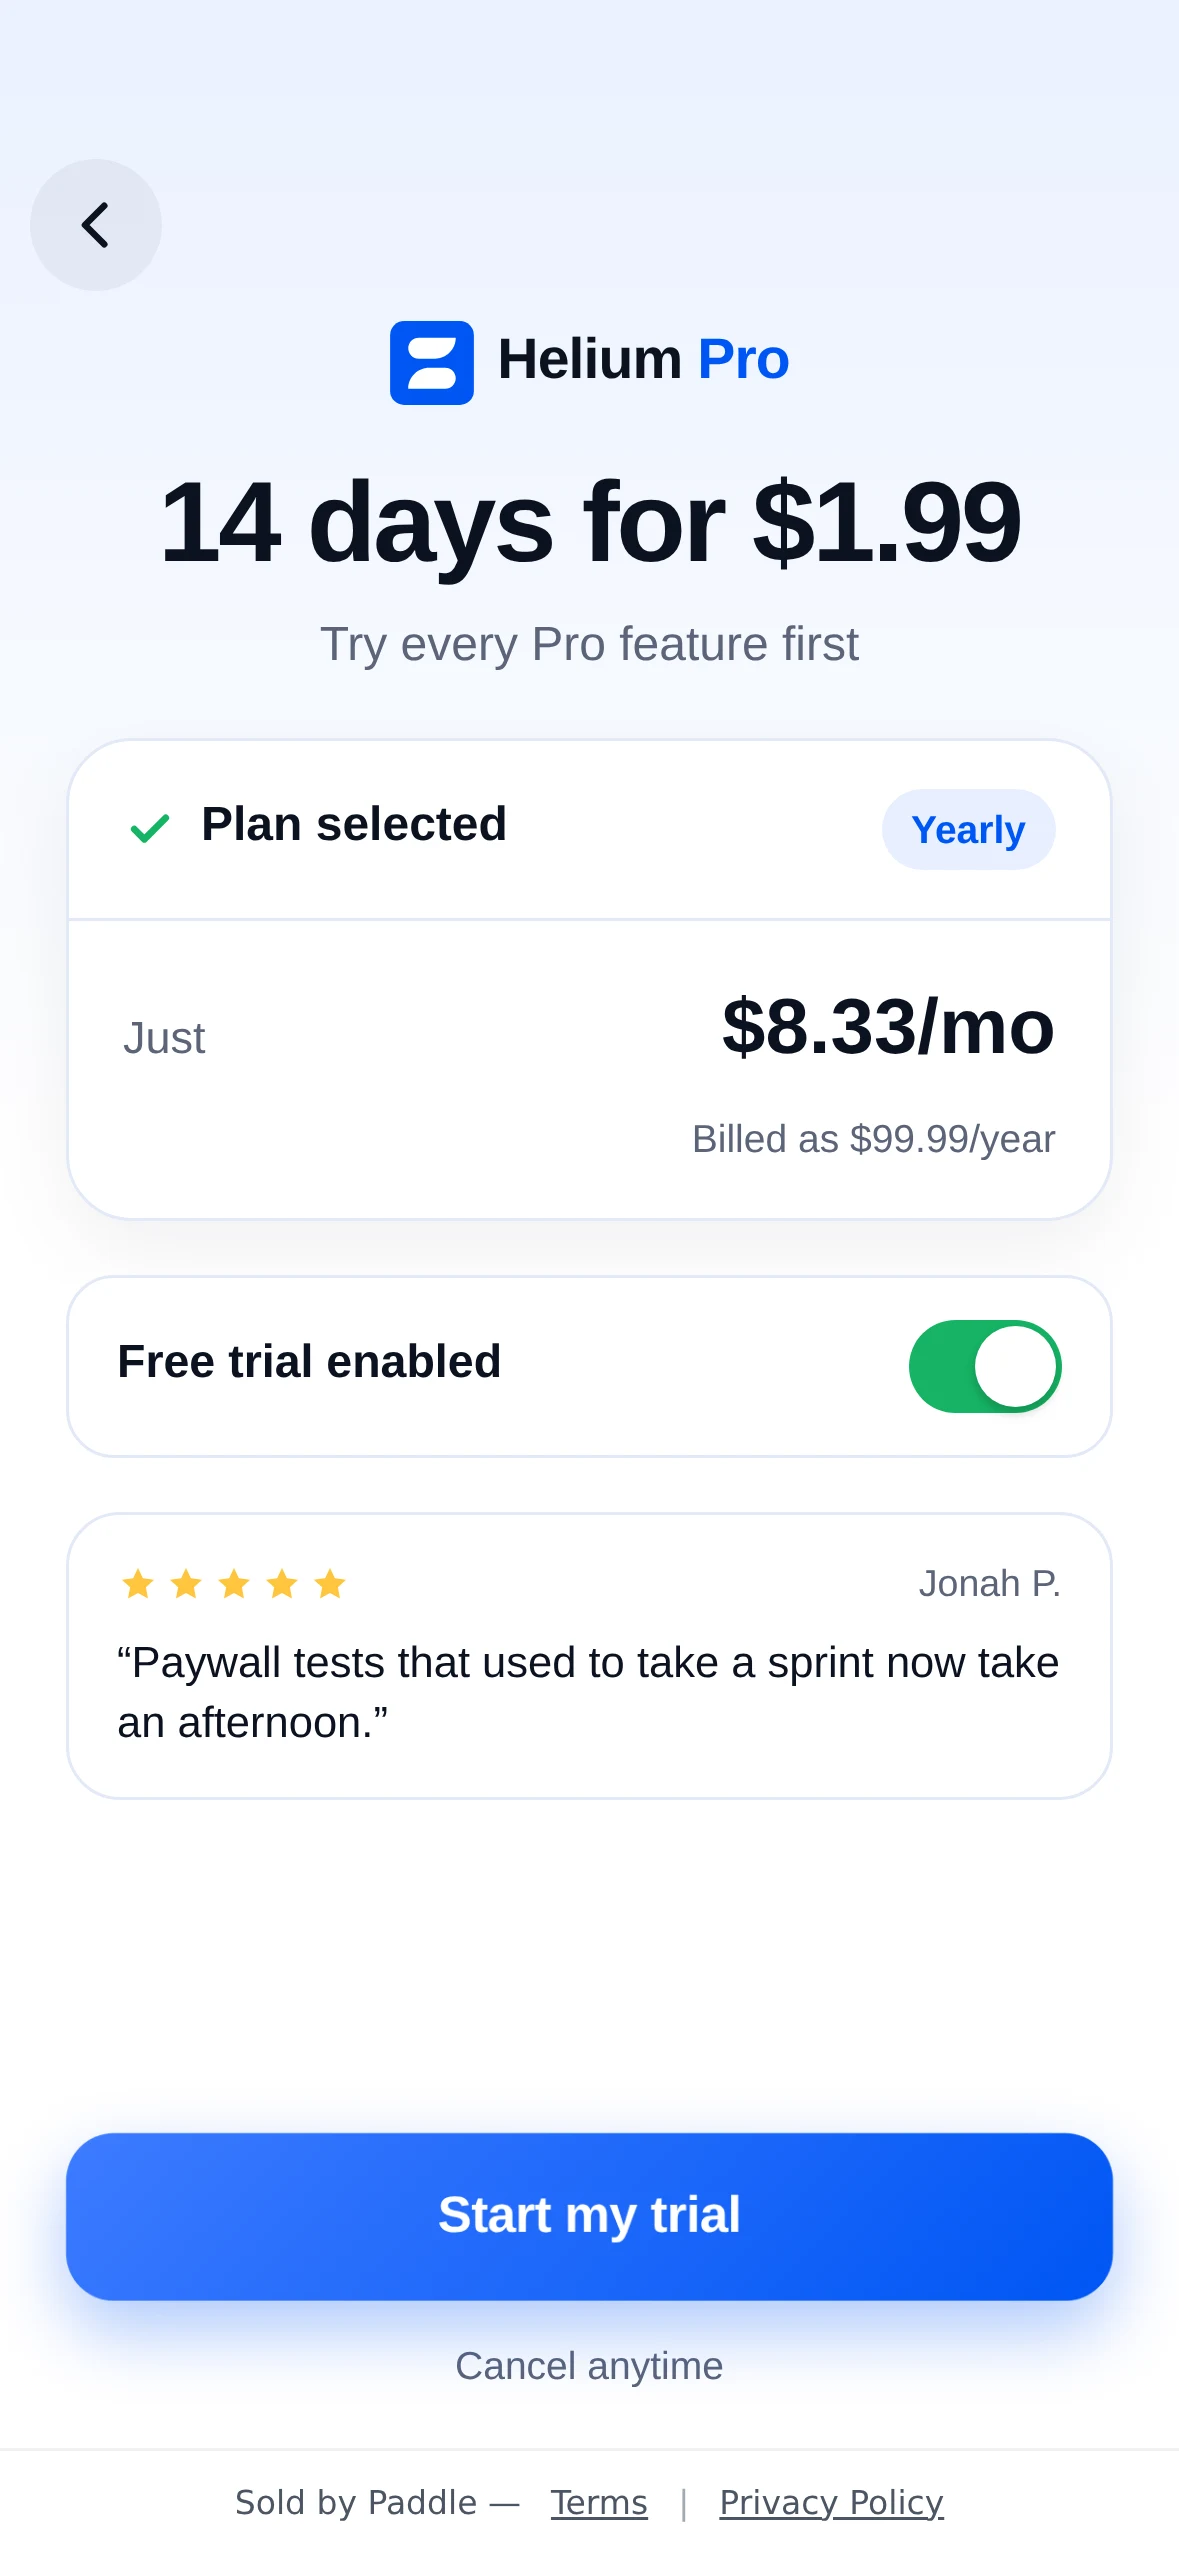 Helium Pro
14 days for $1.99
Try every Pro feature first
Plan selected
Yearly
Just
$8.33/mo
Billed as $99.99/year
Free trial enabled
Jonah P.
“Paywall tests that used to take a sprint now take
an afternoon.”
Start my trial
Cancel anytime
Sold by Paddle — Terms | Privacy Policy